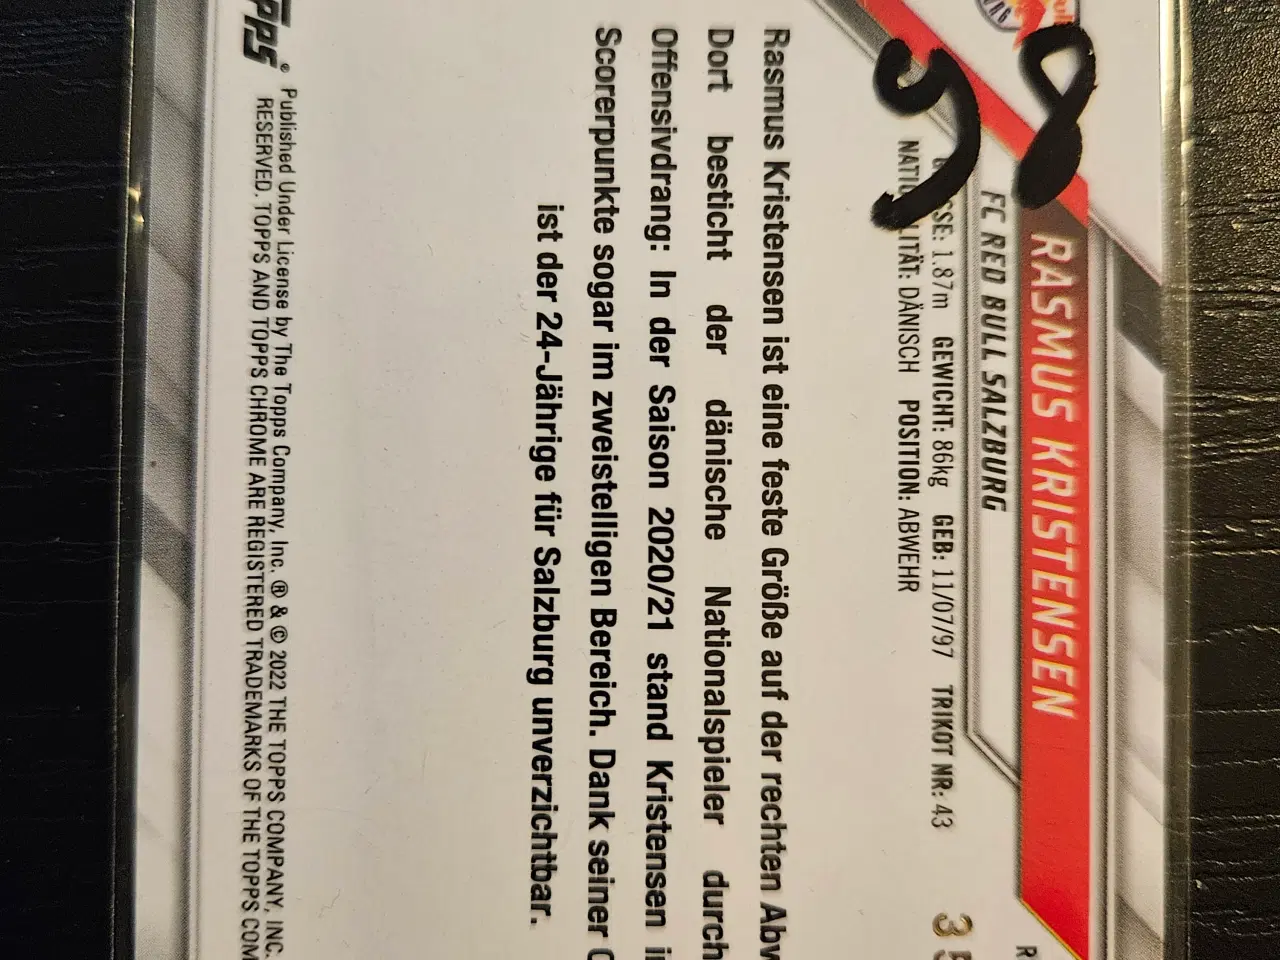 RASMUS KRISTENSEN
FC RED BULL SALZBURG
1.87m GEWICHT: 86kg GEB: 11/07/97 TRIKOT NR: 43
DÄNISCH POSITION: ABWEHR
Rasmus Kristensen ist eine feste Größe auf der rechten
Dort besticht der dänische Nationalspieler durch
Offensivdrang: In der Saison 2020/21 stand Kristensen
Scorerpunkte sogar im zweistelligen Bereich. Dank seiner
ist der 24-Jährige für Salzburg unverzichtbar.
Published Under License by The Topps Company, Inc. ® & © 2022 THE TOPPS COMPANY, INC.
RESERVED. TOPPS AND TOPPS CHROME ARE REGISTERED TRADEMARKS OF THE TOPPS